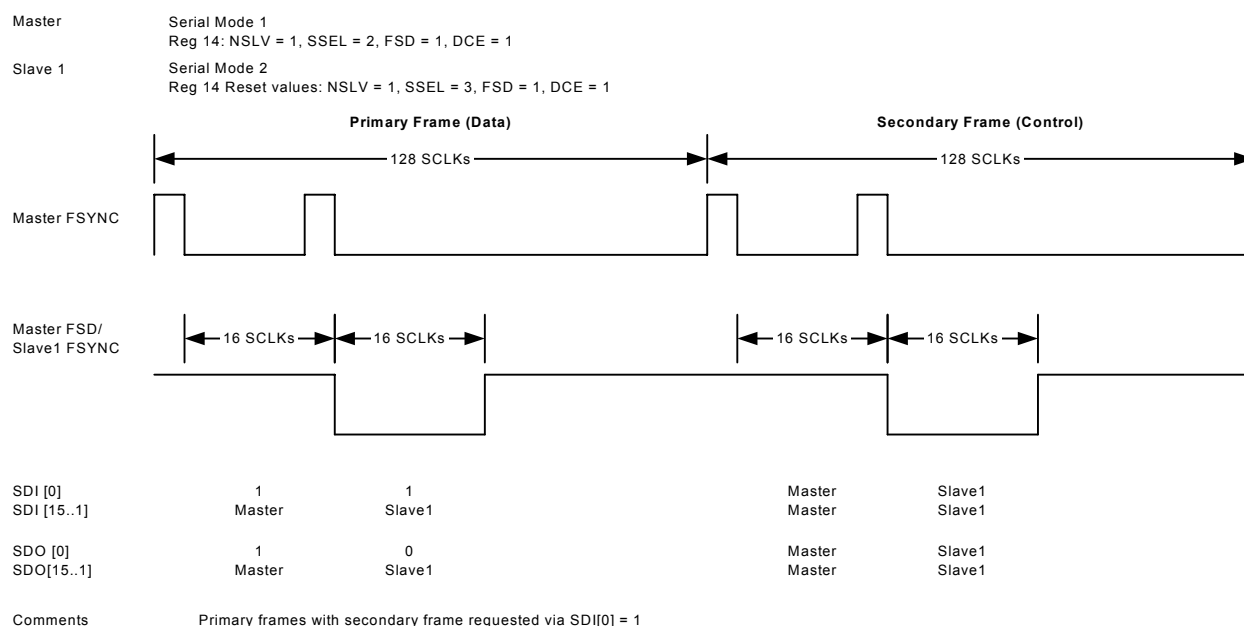 Master Serial Mode 1
Reg 14: NSLV = 1, SSEL = 2, FSD = 1, DCE = 1
Slave 1 Serial Mode 2
Reg 14 Reset values: NSLV = 1, SSEL = 3, FSD = 1, DCE = 1
Primary Frame (Data) Secondary Frame (Control)
128 SCLKs 128 SCLKs
Master FSYNC
Master FSD/
Slave1 FSYNC
16 SCLKs 16 SCLKs 16 SCLKs 16 SCLKs
SDI [0] 1 1 Master Slave1
SDI [15..1] Master Slave1 Master Slave1
SDO [0] 1 0 Master Slave1
SDO[15..1] Master Slave1 Master Slave1
Comments Primary frames with secondary frame requested via SDI[0] = 1